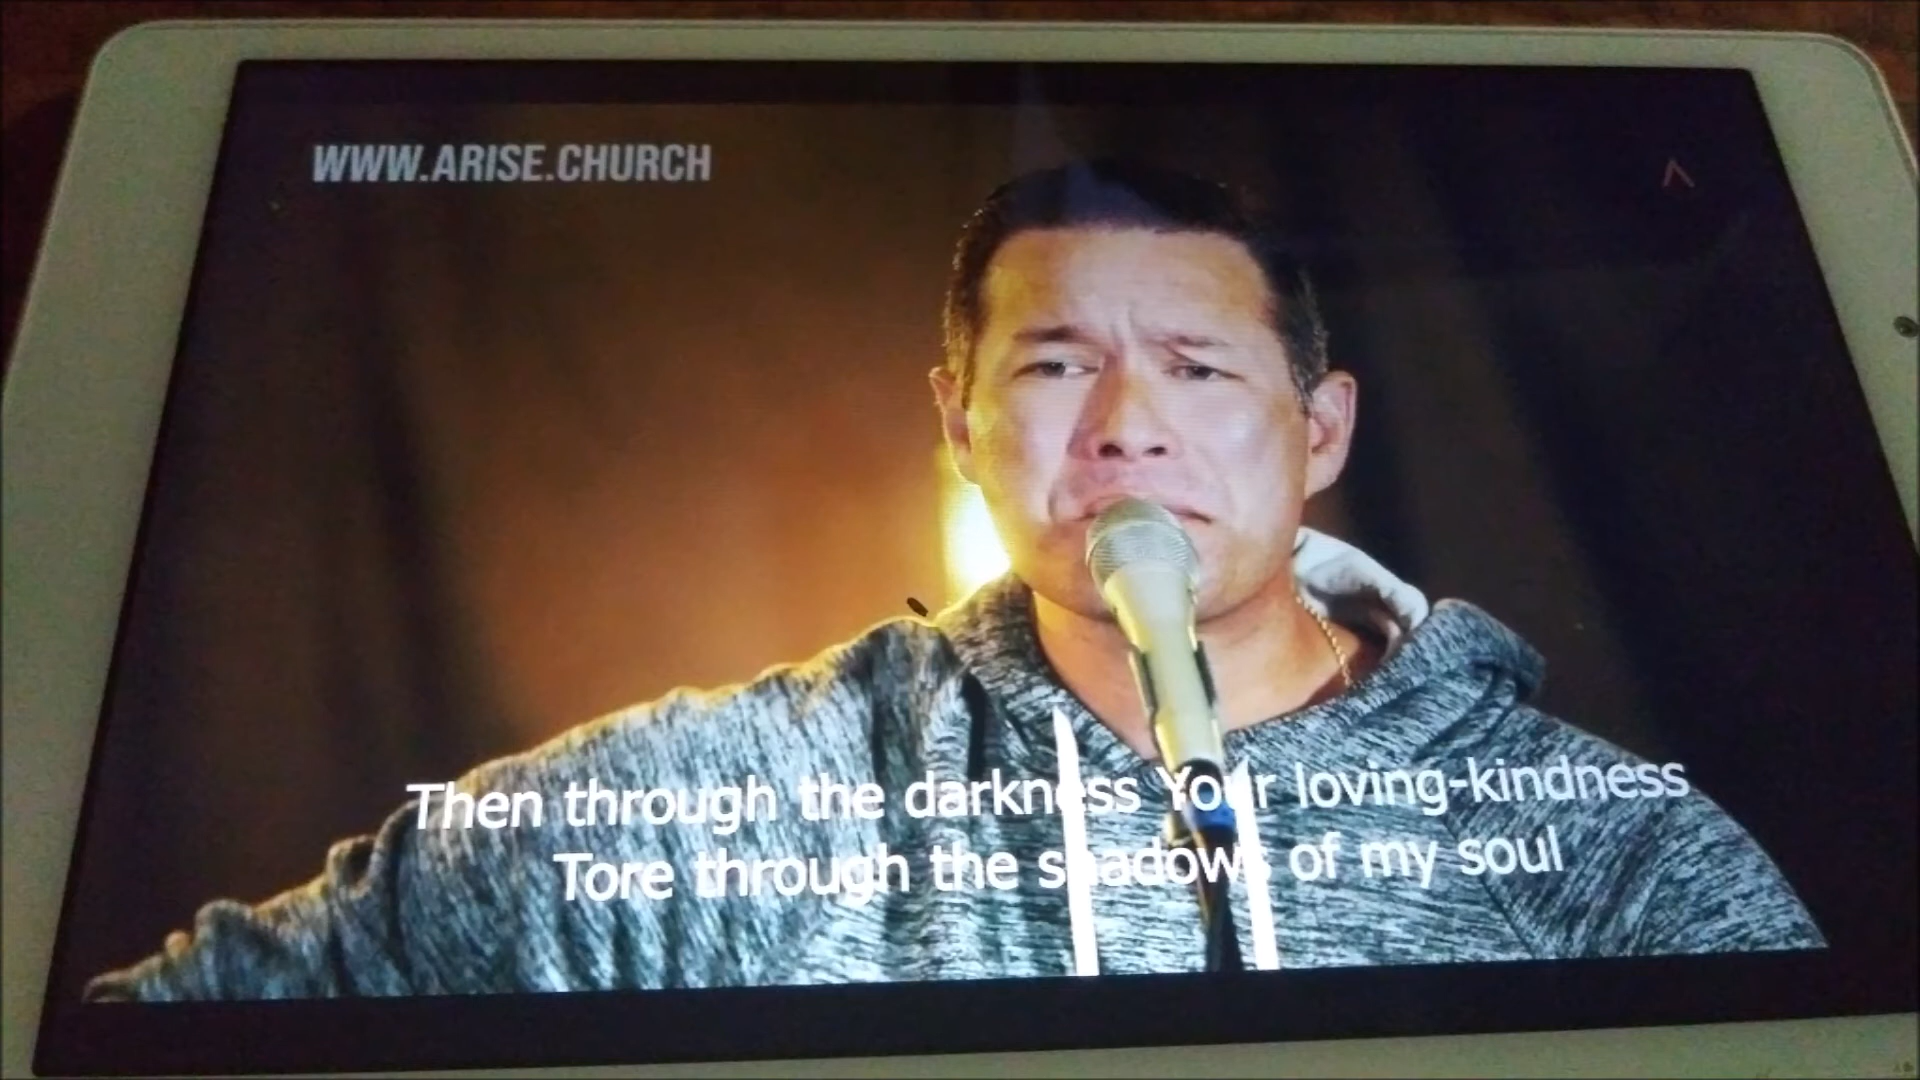 WWW.ARISE.CHURCH
Then through the darkness Your loving-kindness
Tore through the shadows of my soul